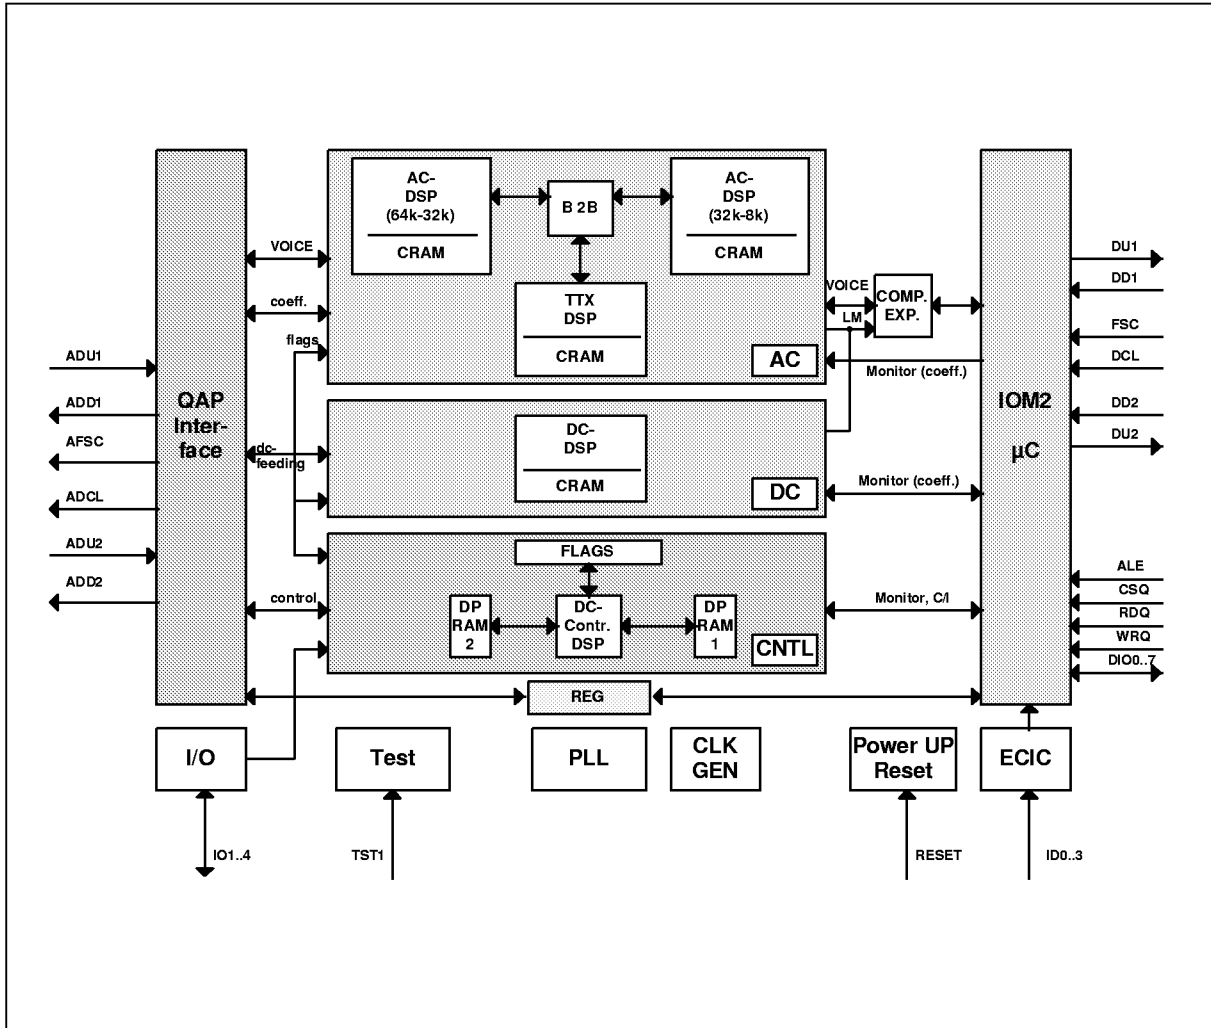 AC-
DSP
(64k-32k)
CRAM
B 2B
AC-
DSP
(32k-8k)
CRAM
TTX
DSP
CRAM
AC
VOICE
coeff.
flags
VOICE
LM
COMP.
EXP.
Monitor (coeff.)
ADU1
ADD1
AFSC
ADCL
ADU2
ADD2
QAP
Inter-
face
dc-
feeding
DC-
DSP
CRAM
DC
Monitor (coeff.)
IOM2
µC
DU1
DD1
FSC
DCL
DD2
DU2
ALE
CSQ
RDQ
WRQ
DIO0..7
control
FLAGS
DP
RAM
2
DC-
Contr.
DSP
DP
RAM
1
CNTL
Monitor, C/I
REG
I/O
Test
PLL
CLK
GEN
Power UP
Reset
ECIC
IO1..4
TST1
RESET
ID0..3